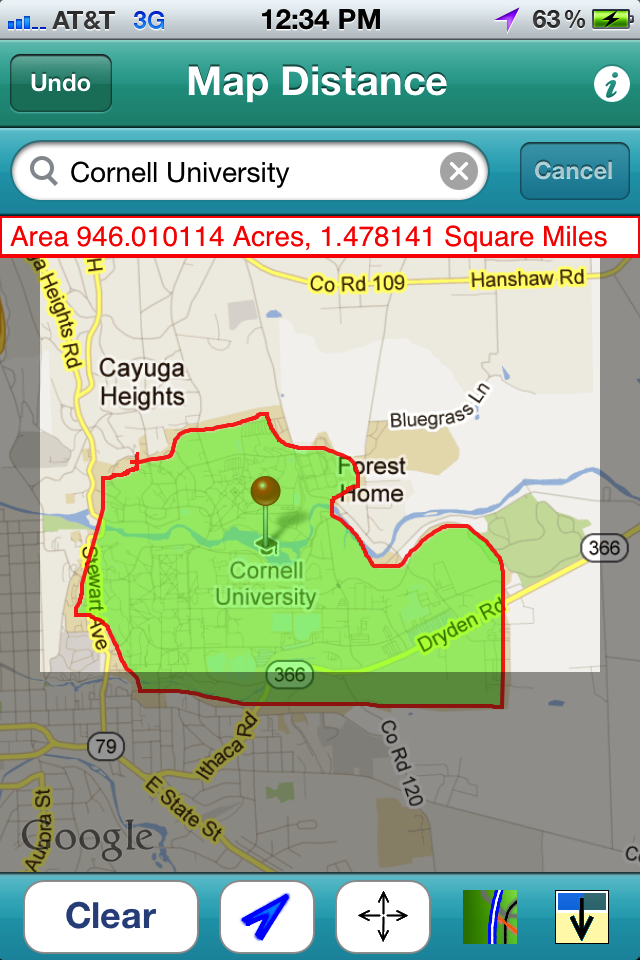 AT&T 3G 12:34 PM 63%
Undo
Map Distance
Cornell University
Cancel
Area 946.010114 Acres, 1.478141 Square Miles
Heights Rd
H
Co Rd 109
Hanshaw Rd
Cayuga
Heights
Bluegrass Ln
Forest
Home
366
Stewart Ave
Cornell
University
Dryden Rd
366
79
Ithaca Rd
Co Rd 120
E State St
Aurora St
Google
Clear